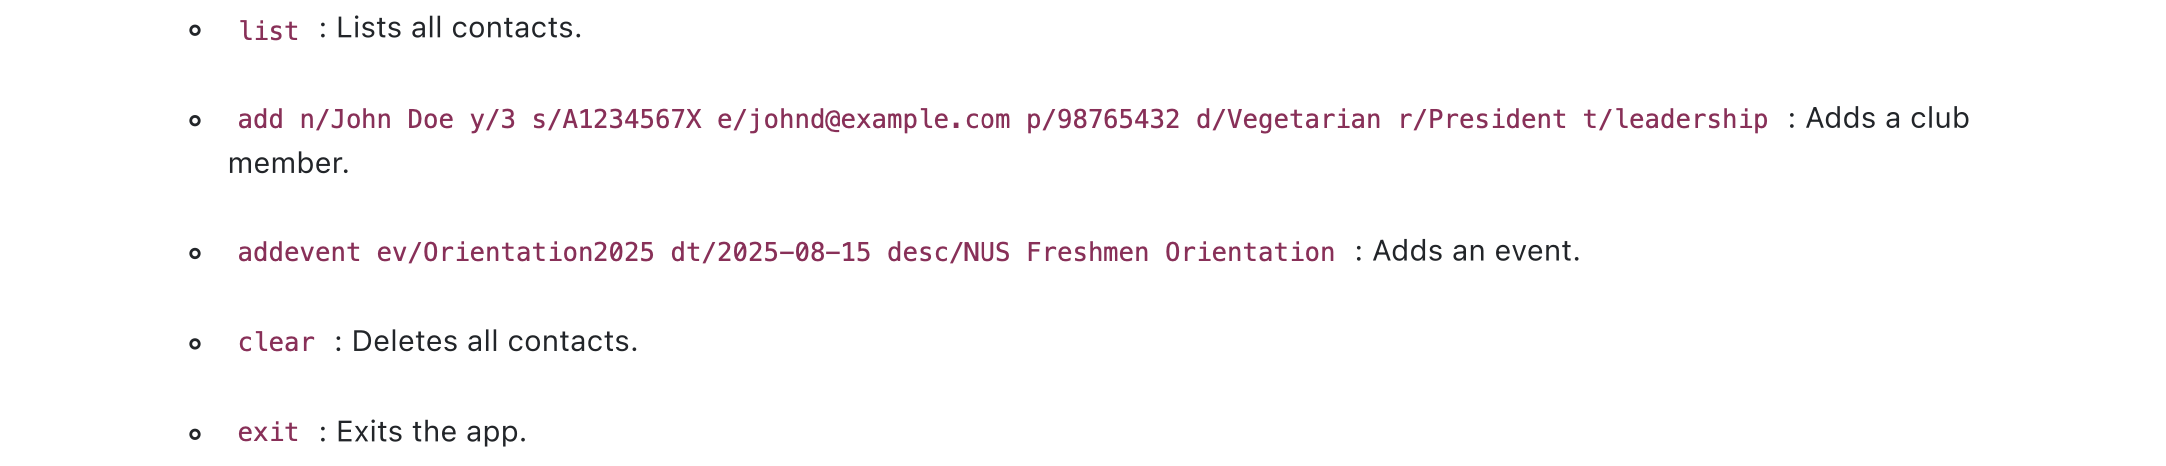 list : Lists all contacts.
add n/John Doe y/3 s/A1234567X e/johnd@example.com p/98765432 d/Vegetarian r/President t/leadership : Adds a club
member.
addevent ev/Orientation2025 dt/2025-08-15 desc/NUS Freshmen Orientation : Adds an event.
clear : Deletes all contacts.
exit : Exits the app.